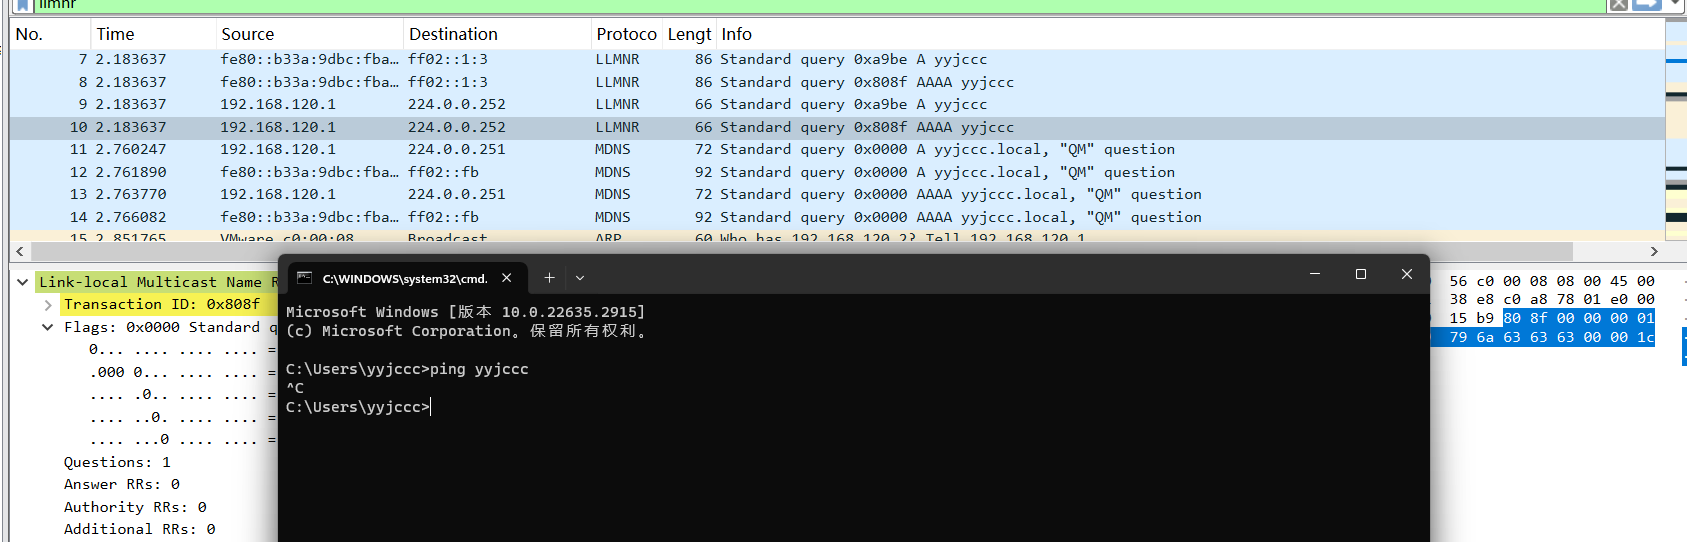 llmnr
No. Time Source Destination Protoco Lengt Info
7 2.183637 fe80::b33a:9dbc:fba… ff02::1:3 LLMNR 86 Standard query 0xa9be A yyjccc
8 2.183637 fe80::b33a:9dbc:fba… ff02::1:3 LLMNR 86 Standard query 0x808f AAAA yyjccc
9 2.183637 192.168.120.1 224.0.0.252 LLMNR 66 Standard query 0xa9be A yyjccc
10 2.183637 192.168.120.1 224.0.0.252 LLMNR 66 Standard query 0x808f AAAA yyjccc
11 2.760247 192.168.120.1 224.0.0.251 MDNS 72 Standard query 0x0000 A yyjccc.local, "QM" question
12 2.761890 fe80::b33a:9dbc:fba… ff02::fb MDNS 92 Standard query 0x0000 A yyjccc.local, "QM" question
13 2.763770 192.168.120.1 224.0.0.251 MDNS 72 Standard query 0x0000 AAAA yyjccc.local, "QM" question
14 2.766082 fe80::b33a:9dbc:fba… ff02::fb MDNS 92 Standard query 0x0000 AAAA yyjccc.local, "QM" question
15 2.851765 VMware_c0:00:08 Broadcast ARP 60 Who has 192.168.120.2? Tell 192.168.120.1
Link-local Multicast Name R
Transaction ID: 0x808f
Flags: 0x0000 Standard q
0... .... .... .... =
.000 0... .... .... =
.... .0.. .... .... =
.... ..0. .... .... =
.... ...0 .... .... =
Questions: 1
Answer RRs: 0
Authority RRs: 0
Additional RRs: 0
C:\WINDOWS\system32\cmd.
Microsoft Windows [版本 10.0.22635.2915]
(c) Microsoft Corporation。保留所有权利。
C:\Users\yyjccc>ping yyjccc
^C
C:\Users\yyjccc>
56 c0 00 08 08 00 45 00
38 e8 c0 a8 78 01 e0 00
15 b9 80 8f 00 00 00 01
79 6a 63 63 63 00 00 1c